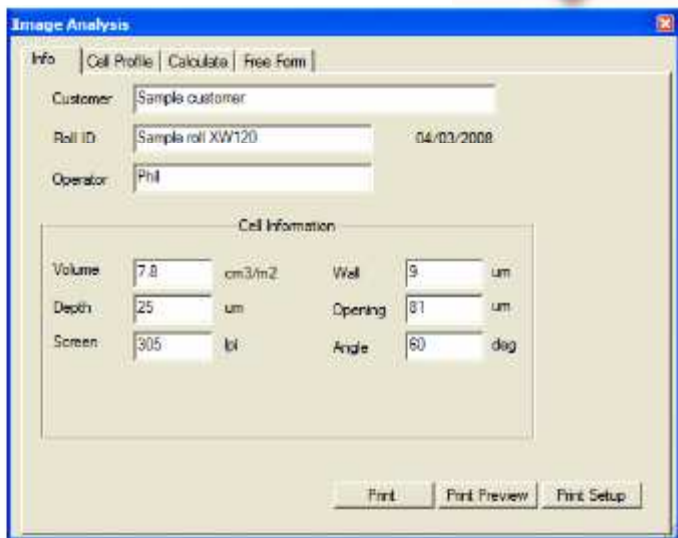 Image Analysis
Info Cell Profile Calculate Free Form
Customer Sample customer
Roll ID Sample roll XW120 04/03/2008
Operator Phil
Cell Information
Volume 7.8 cm3/m2 Wall 9 um
Depth 25 um Opening 81 um
Screen 305 lpi Angle 60 deg
Print Print Preview Print Setup